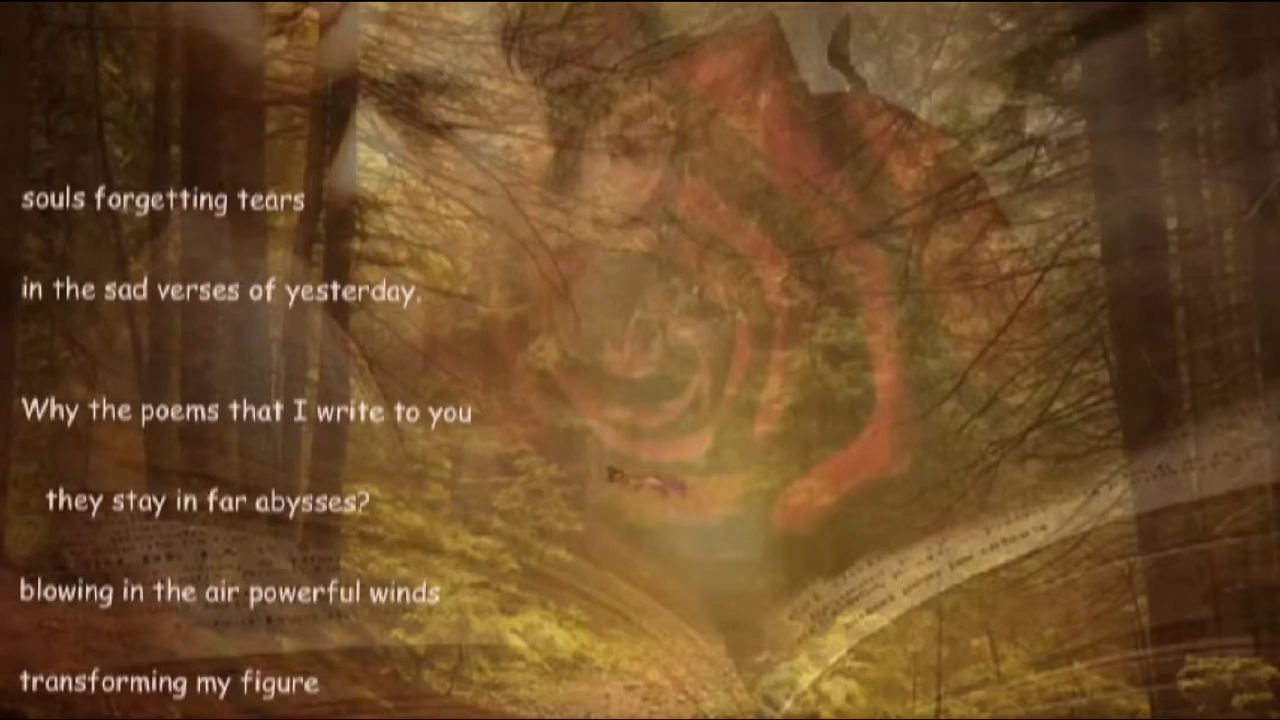 souls forgetting tears
in the sad verses of yesterday.
Why the poems that I write to you
they stay in far abysses?
blowing in the air powerful winds
transforming my figure